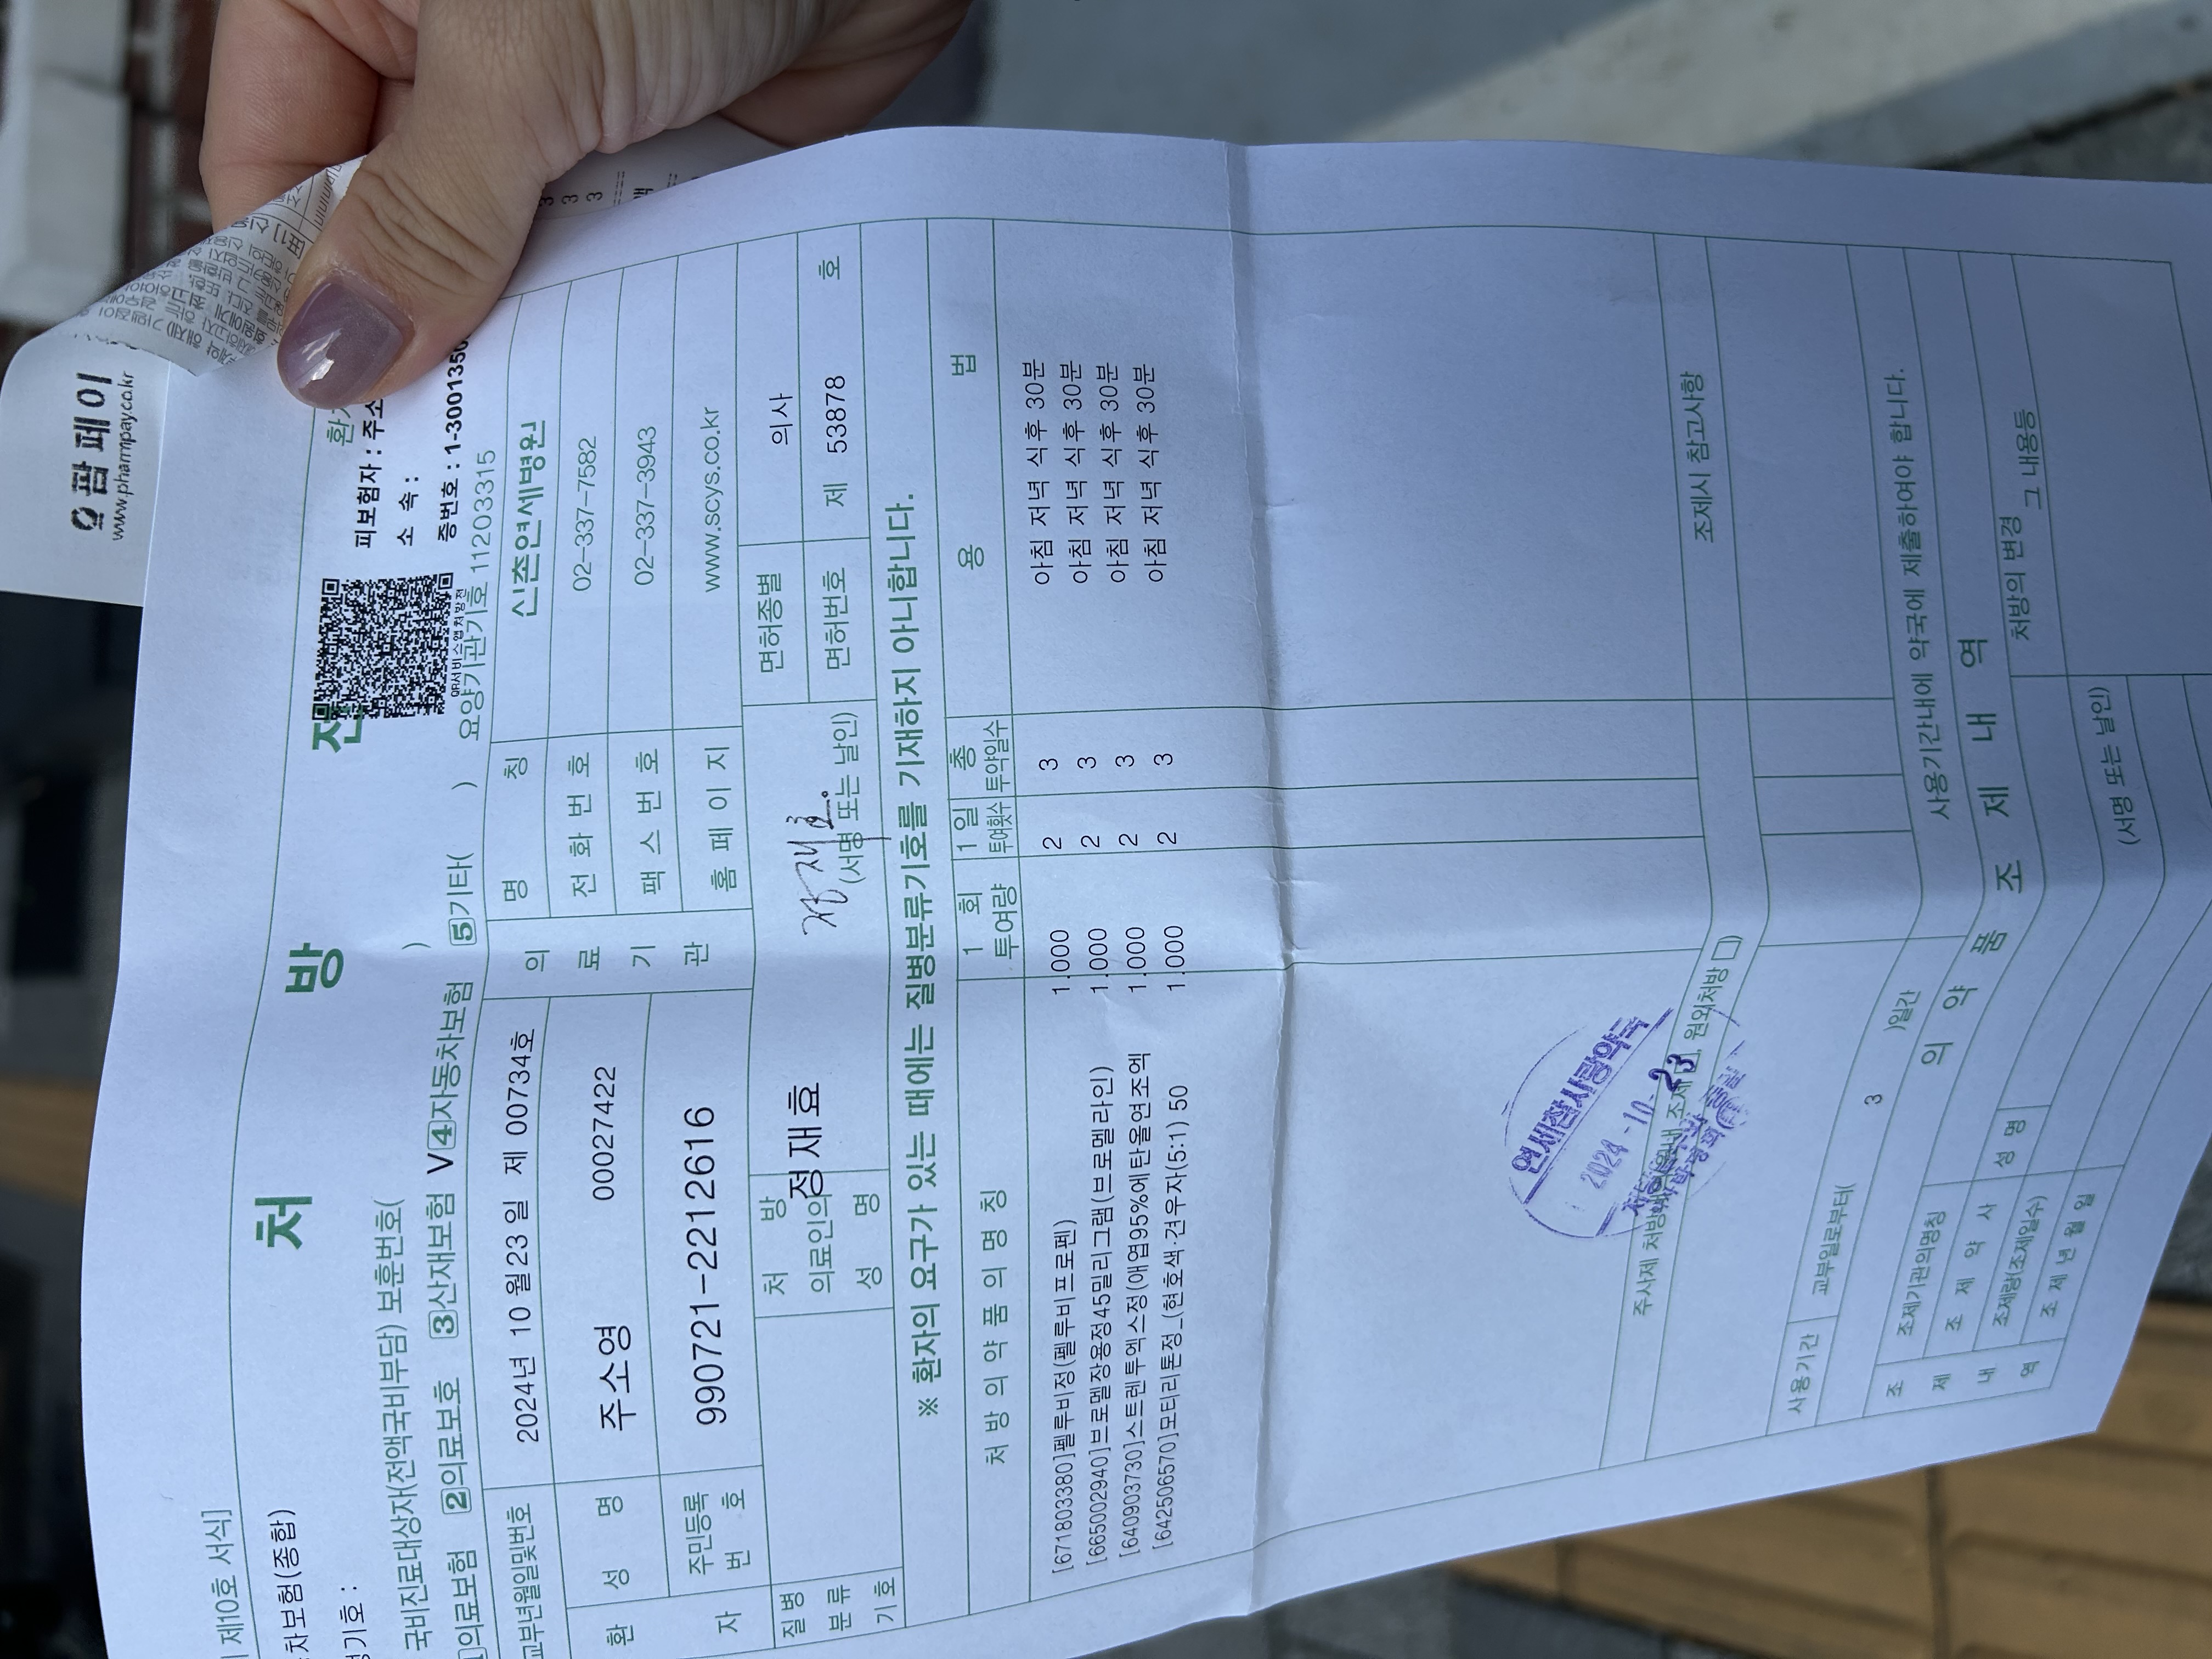 팜페이
www.pharmpay.co.kr
제10호 서식]
처 방 전
차보험(종합)
국비진료대상자(전액국비부담) 보훈번호( )
의료보험 2의료보호 3산재보험 V4자동차보험 5기타( ) 요양기관기호 11203315
피보험자 : 주소
소 속 :
증번호 : 1-3001350
QR서비스앱처방전
교부년월일및번호 2024년 10월23일 제 00734호
환자 성명 주소영 00027422
주민등록번호 990721-2212616
의료기관 명칭 신촌연세병원
전화번호 02-337-7582
팩스번호 02-337-3943
홈페이지 www.scys.co.kr
질병분류기호
처방의료인의성명 정재효 (서명 또는 날인)
면허종별 의사
면허번호 제 53878 호
※ 환자의 요구가 있는 때에는 질병분류기호를 기재하지 아니합니다.
처방의약품의명칭 1회투여량 1일투여횟수 총투약일수 용법
[671803380]펠루비정(펠루비프로펜) 1.000 2 3 아침 저녁 식후 30분
[665002940]브로멜장용정45밀리그램(브로멜라인) 1.000 2 3 아침 저녁 식후 30분
[640903730]스트렌투엑스정(애엽95%에탄올연조엑 1.000 2 3 아침 저녁 식후 30분
[642506570]모티리톤정_(현호색·견우자(5:1) 50 1.000 2 3 아침 저녁 식후 30분
연세참사랑약국
2024 -10- 23
원외처방
조제시 참고사항
사용기간 교부일로부터( 3 )일간 사용기간내에 약국에 제출하여야 합니다.
의약품조제내역
조제내역 조제기관의명칭 처방의 변경
조제약사 성명 (서명 또는 날인) 그 내용등
조제량(조제일수)
조제년월일